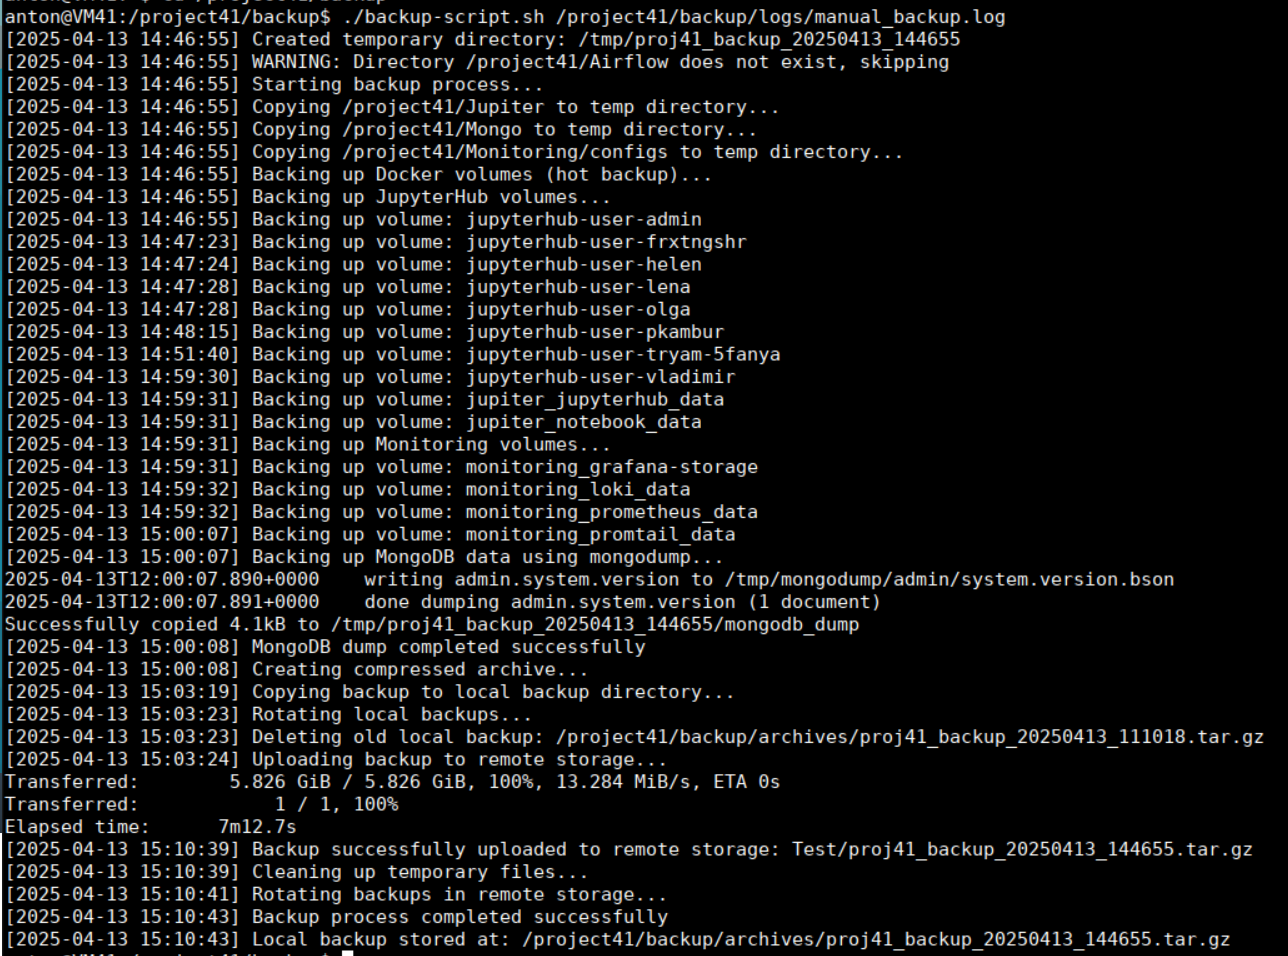 anton@VM41:/project41/backup$ ./backup-script.sh /project41/backup/logs/manual_backup.log
[2025-04-13 14:46:55] Created temporary directory: /tmp/proj41_backup_20250413_144655
[2025-04-13 14:46:55] WARNING: Directory /project41/Airflow does not exist, skipping
[2025-04-13 14:46:55] Starting backup process...
[2025-04-13 14:46:55] Copying /project41/Jupiter to temp directory...
[2025-04-13 14:46:55] Copying /project41/Mongo to temp directory...
[2025-04-13 14:46:55] Copying /project41/Monitoring/configs to temp directory...
[2025-04-13 14:46:55] Backing up Docker volumes (hot backup)...
[2025-04-13 14:46:55] Backing up JupyterHub volumes...
[2025-04-13 14:46:55] Backing up volume: jupyterhub-user-admin
[2025-04-13 14:47:23] Backing up volume: jupyterhub-user-frxtngshr
[2025-04-13 14:47:24] Backing up volume: jupyterhub-user-helen
[2025-04-13 14:47:28] Backing up volume: jupyterhub-user-lena
[2025-04-13 14:47:28] Backing up volume: jupyterhub-user-olga
[2025-04-13 14:48:15] Backing up volume: jupyterhub-user-pkambur
[2025-04-13 14:51:40] Backing up volume: jupyterhub-user-tryam-5fanya
[2025-04-13 14:59:30] Backing up volume: jupyterhub-user-vladimir
[2025-04-13 14:59:31] Backing up volume: jupiter_jupyterhub_data
[2025-04-13 14:59:31] Backing up volume: jupiter_notebook_data
[2025-04-13 14:59:31] Backing up Monitoring volumes...
[2025-04-13 14:59:31] Backing up volume: monitoring_grafana-storage
[2025-04-13 14:59:32] Backing up volume: monitoring_loki_data
[2025-04-13 14:59:32] Backing up volume: monitoring_prometheus_data
[2025-04-13 15:00:07] Backing up volume: monitoring_promtail_data
[2025-04-13 15:00:07] Backing up MongoDB data using mongodump...
2025-04-13T12:00:07.890+0000    writing admin.system.version to /tmp/mongodump/admin/system.version.bson
2025-04-13T12:00:07.891+0000    done dumping admin.system.version (1 document)
Successfully copied 4.1kB to /tmp/proj41_backup_20250413_144655/mongodb_dump
[2025-04-13 15:00:08] MongoDB dump completed successfully
[2025-04-13 15:00:08] Creating compressed archive...
[2025-04-13 15:03:19] Copying backup to local backup directory...
[2025-04-13 15:03:23] Rotating local backups...
[2025-04-13 15:03:23] Deleting old local backup: /project41/backup/archives/proj41_backup_20250413_111018.tar.gz
[2025-04-13 15:03:24] Uploading backup to remote storage...
Transferred:        5.826 GiB / 5.826 GiB, 100%, 13.284 MiB/s, ETA 0s
Transferred:            1 / 1, 100%
Elapsed time:      7m12.7s
[2025-04-13 15:10:39] Backup successfully uploaded to remote storage: Test/proj41_backup_20250413_144655.tar.gz
[2025-04-13 15:10:39] Cleaning up temporary files...
[2025-04-13 15:10:41] Rotating backups in remote storage...
[2025-04-13 15:10:43] Backup process completed successfully
[2025-04-13 15:10:43] Local backup stored at: /project41/backup/archives/proj41_backup_20250413_144655.tar.gz